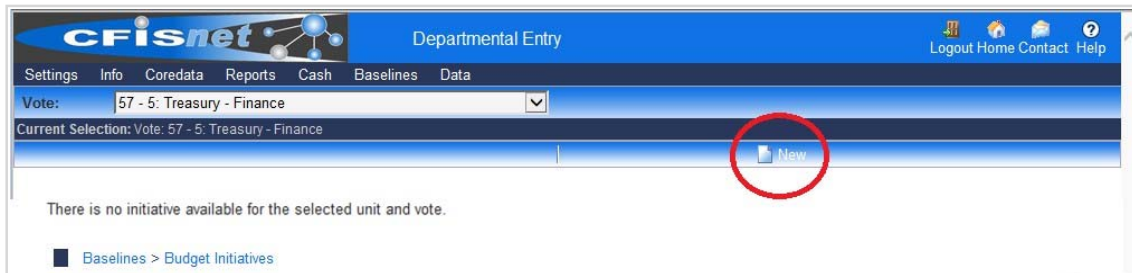 CFISnet
Departmental Entry
Logout Home Contact Help
Settings Info Coredata Reports Cash Baselines Data
Vote: 57 - 5: Treasury - Finance
Current Selection: Vote: 57 - 5: Treasury - Finance
New
There is no initiative available for the selected unit and vote.
Baselines > Budget Initiatives